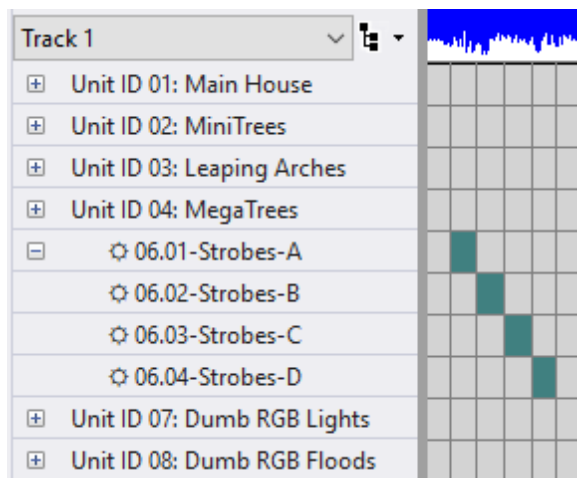 Track 1
Unit ID 01: Main House
Unit ID 02: MiniTrees
Unit ID 03: Leaping Arches
Unit ID 04: MegaTrees
06.01-Strobes-A
06.02-Strobes-B
06.03-Strobes-C
06.04-Strobes-D
Unit ID 07: Dumb RGB Lights
Unit ID 08: Dumb RGB Floods